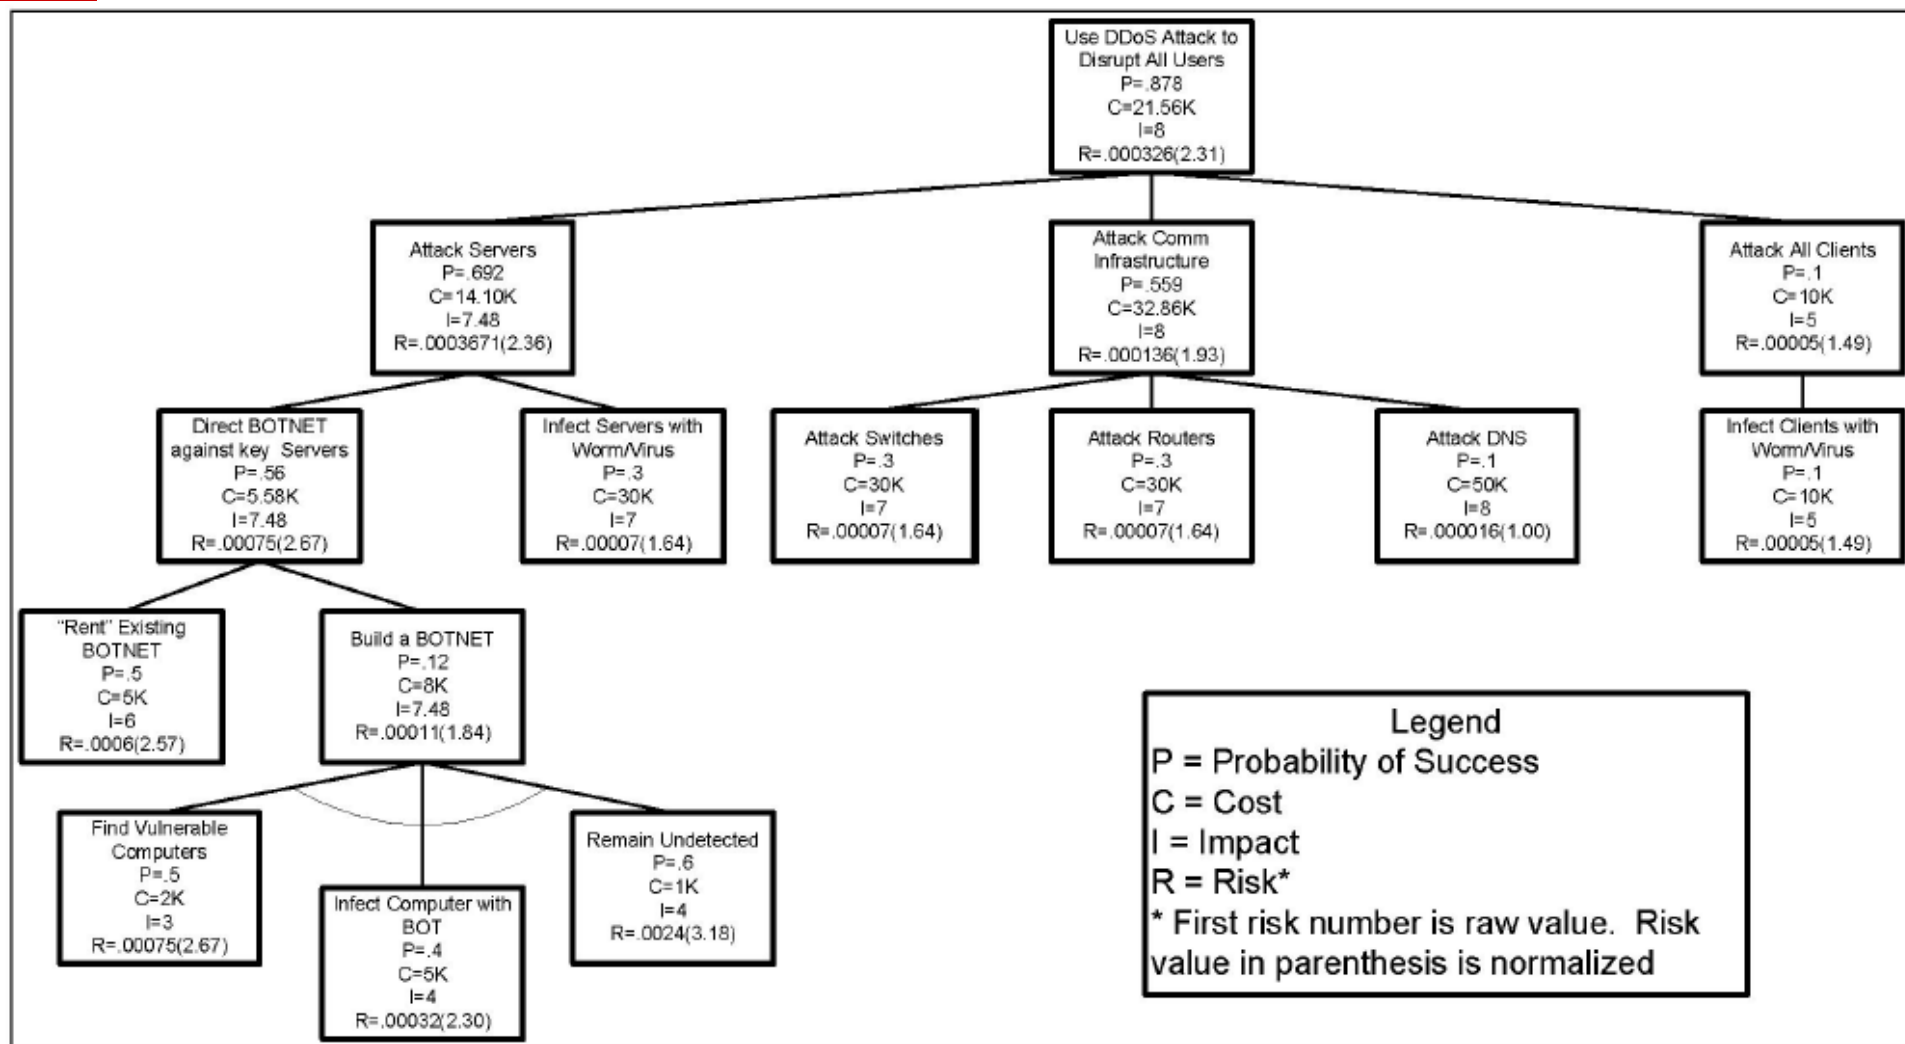 Use DDoS Attack to
Disrupt All Users
P=.878
C=21.56K
I=8
R=.000326(2.31)
Attack Servers
P=.692
C=14.10K
I=7.48
R=.0003671(2.36)
Attack Comm
Infrastructure
P=.559
C=32.86K
I=8
R=.000136(1.93)
Attack All Clients
P=.1
C=10K
I=5
R=.00005(1.49)
Direct BOTNET
against key Servers
P=.56
C=5.58K
I=7.48
R=.00075(2.67)
Infect Servers with
Worm/Virus
P=.3
C=30K
I=7
R=.00007(1.64)
Attack Switches
P=.3
C=30K
I=7
R=.00007(1.64)
Attack Routers
P=.3
C=30K
I=7
R=.00007(1.64)
Attack DNS
P=.1
C=50K
I=8
R=.000016(1.00)
Infect Clients with
Worm/Virus
P=.1
C=10K
I=5
R=.00005(1.49)
"Rent" Existing
BOTNET
P=.5
C=5K
I=6
R=.0006(2.57)
Build a BOTNET
P=.12
C=8K
I=7.48
R=.00011(1.84)
Find Vulnerable
Computers
P=.5
C=2K
I=3
R=.00075(2.67)
Infect Computer with
BOT
P=.4
C=5K
I=4
R=.00032(2.30)
Remain Undetected
P=.6
C=1K
I=4
R=.0024(3.18)
Legend
P = Probability of Success
C = Cost
I = Impact
R = Risk*
* First risk number is raw value. Risk
value in parenthesis is normalized